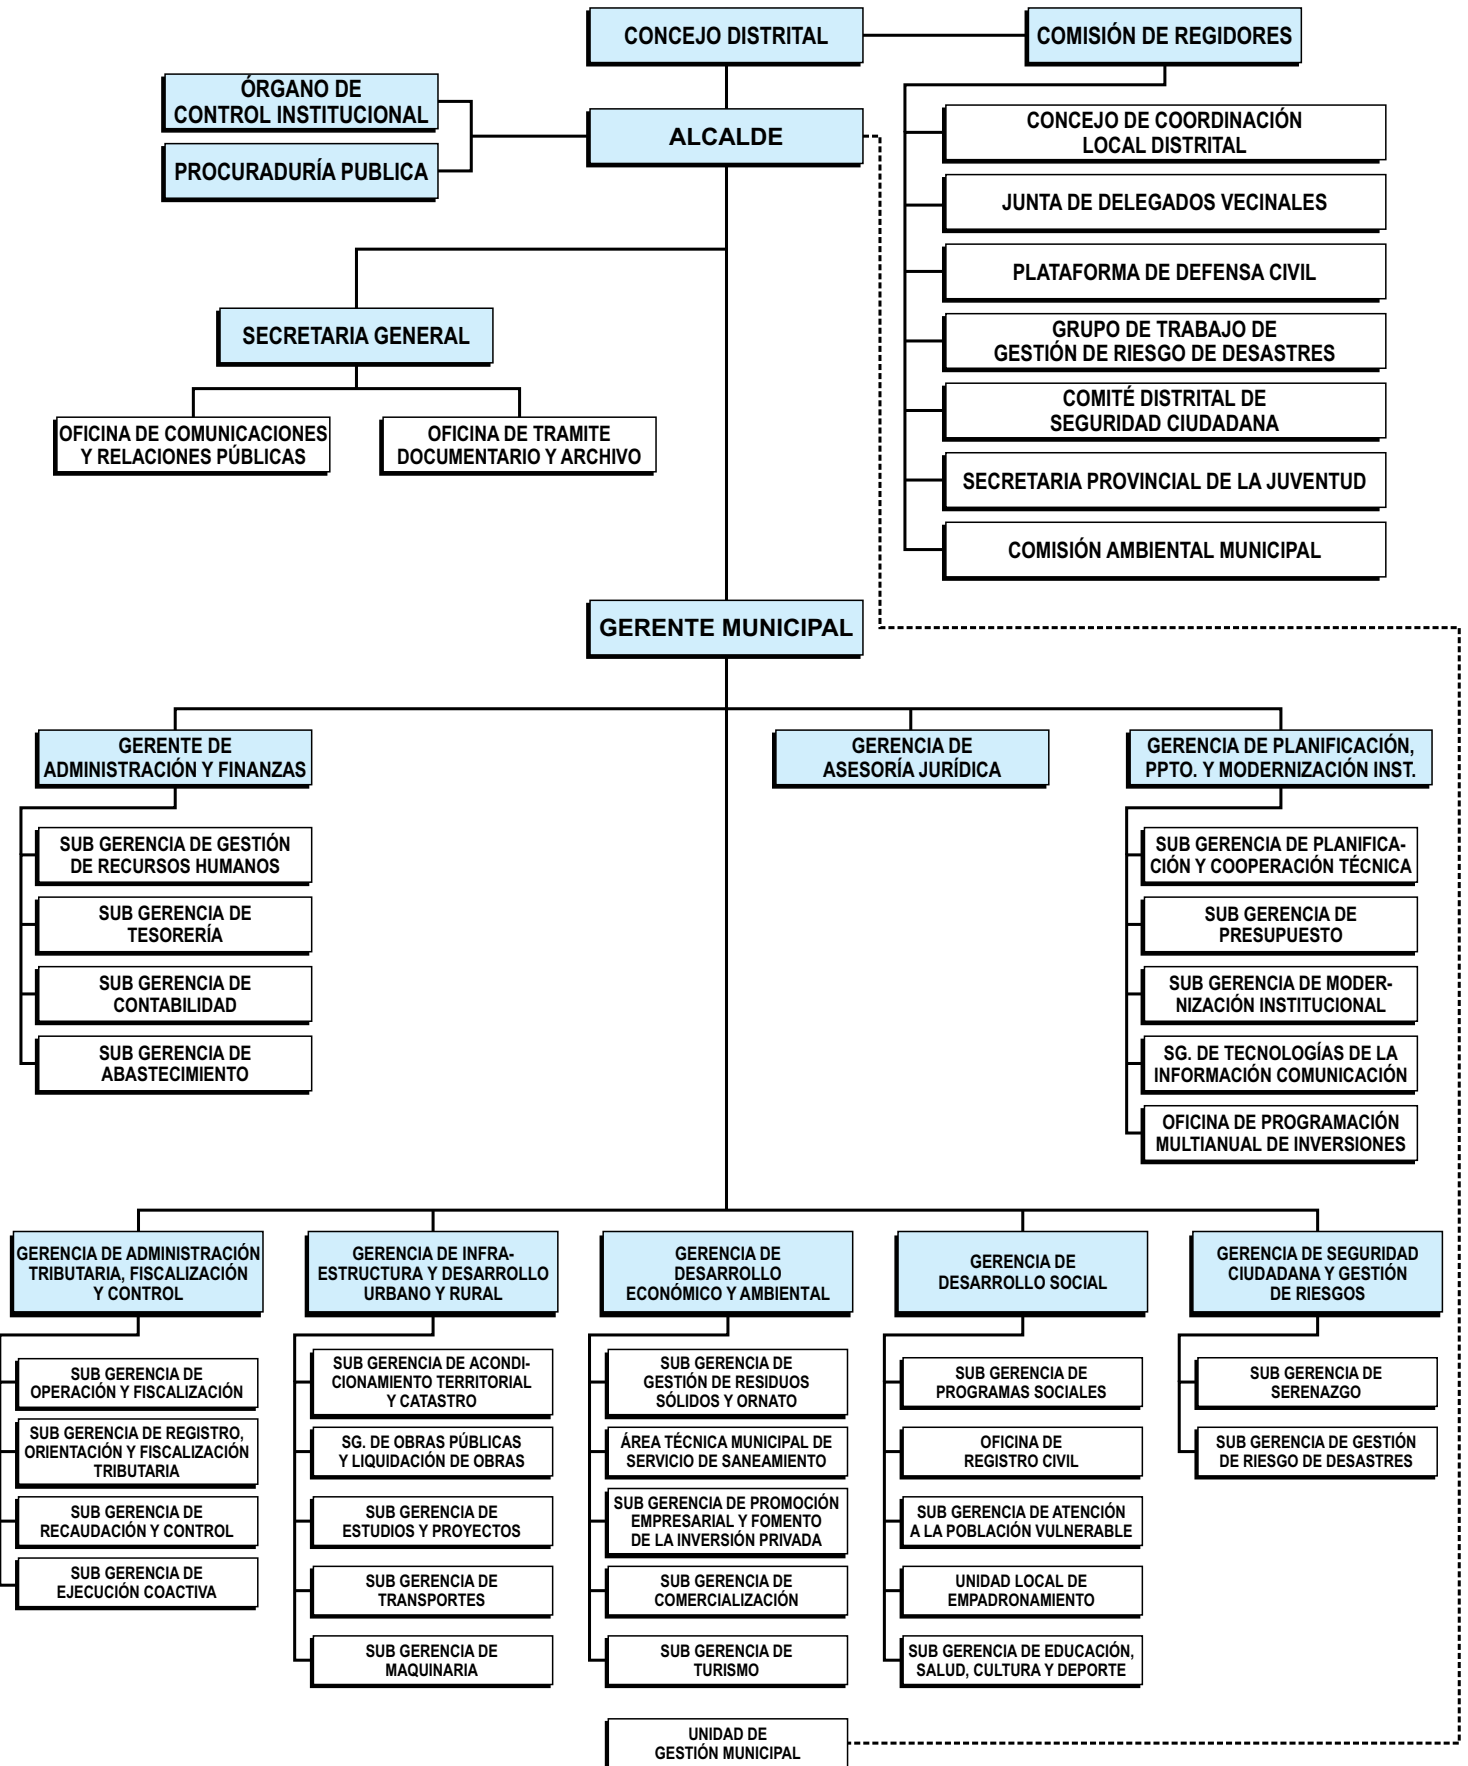 CONCEJO DISTRITAL
COMISIÓN DE REGIDORES
ÓRGANO DE
CONTROL INSTITUCIONAL
PROCURADURÍA PUBLICA
ALCALDE
CONCEJO DE COORDINACIÓN
LOCAL DISTRITAL
JUNTA DE DELEGADOS VECINALES
PLATAFORMA DE DEFENSA CIVIL
GRUPO DE TRABAJO DE
GESTIÓN DE RIESGO DE DESASTRES
COMITÉ DISTRITAL DE
SEGURIDAD CIUDADANA
SECRETARIA PROVINCIAL DE LA JUVENTUD
COMISIÓN AMBIENTAL MUNICIPAL
SECRETARIA GENERAL
OFICINA DE COMUNICACIONES
Y RELACIONES PÚBLICAS
OFICINA DE TRAMITE
DOCUMENTARIO Y ARCHIVO
GERENTE MUNICIPAL
GERENTE DE
ADMINISTRACIÓN Y FINANZAS
SUB GERENCIA DE GESTIÓN
DE RECURSOS HUMANOS
SUB GERENCIA DE
TESORERÍA
SUB GERENCIA DE
CONTABILIDAD
SUB GERENCIA DE
ABASTECIMIENTO
GERENCIA DE
ASESORÍA JURÍDICA
GERENCIA DE PLANIFICACIÓN,
PPTO. Y MODERNIZACIÓN INST.
SUB GERENCIA DE PLANIFICA-
CIÓN Y COOPERACIÓN TÉCNICA
SUB GERENCIA DE
PRESUPUESTO
SUB GERENCIA DE MODER-
NIZACIÓN INSTITUCIONAL
SG. DE TECNOLOGÍAS DE LA
INFORMACIÓN COMUNICACIÓN
OFICINA DE PROGRAMACIÓN
MULTIANUAL DE INVERSIONES
GERENCIA DE ADMINISTRACIÓN
TRIBUTARIA, FISCALIZACIÓN
Y CONTROL
SUB GERENCIA DE
OPERACIÓN Y FISCALIZACIÓN
SUB GERENCIA DE REGISTRO,
ORIENTACIÓN Y FISCALIZACIÓN
TRIBUTARIA
SUB GERENCIA DE
RECAUDACIÓN Y CONTROL
SUB GERENCIA DE
EJECUCIÓN COACTIVA
GERENCIA DE INFRA-
ESTRUCTURA Y DESARROLLO
URBANO Y RURAL
SUB GERENCIA DE ACONDI-
CIONAMIENTO TERRITORIAL
Y CATASTRO
SG. DE OBRAS PÚBLICAS
Y LIQUIDACIÓN DE OBRAS
SUB GERENCIA DE
ESTUDIOS Y PROYECTOS
SUB GERENCIA DE
TRANSPORTES
SUB GERENCIA DE
MAQUINARIA
GERENCIA DE
DESARROLLO
ECONÓMICO Y AMBIENTAL
SUB GERENCIA DE
GESTIÓN DE RESIDUOS
SÓLIDOS Y ORNATO
ÁREA TÉCNICA MUNICIPAL DE
SERVICIO DE SANEAMIENTO
SUB GERENCIA DE PROMOCIÓN
EMPRESARIAL Y FOMENTO
DE LA INVERSIÓN PRIVADA
SUB GERENCIA DE
COMERCIALIZACIÓN
SUB GERENCIA DE
TURISMO
GERENCIA DE
DESARROLLO SOCIAL
SUB GERENCIA DE
PROGRAMAS SOCIALES
OFICINA DE
REGISTRO CIVIL
SUB GERENCIA DE ATENCIÓN
A LA POBLACIÓN VULNERABLE
UNIDAD LOCAL DE
EMPADRONAMIENTO
SUB GERENCIA DE EDUCACIÓN,
SALUD, CULTURA Y DEPORTE
GERENCIA DE SEGURIDAD
CIUDADANA Y GESTIÓN
DE RIESGOS
SUB GERENCIA DE
SERENAZGO
SUB GERENCIA DE GESTIÓN
DE RIESGO DE DESASTRES
UNIDAD DE
GESTIÓN MUNICIPAL